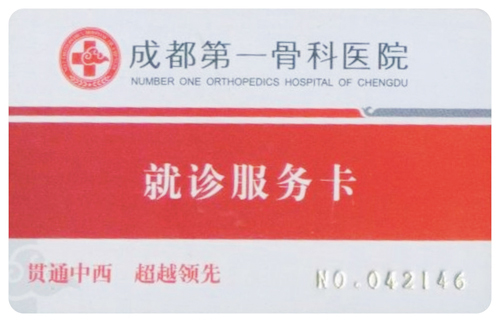 成都第一骨科医院
NUMBER ONE ORTHOPEDICS HOSPITAL OF CHENGDU
就诊服务卡
贯通中西 超越领先
NO.042146